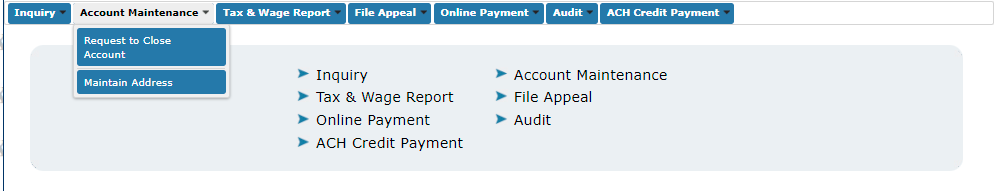 Inquiry Account Maintenance Tax & Wage Report File Appeal Online Payment Audit ACH Credit Payment
Request to Close
Account
Maintain Address
Inquiry
Tax & Wage Report
Online Payment
ACH Credit Payment
Account Maintenance
File Appeal
Audit